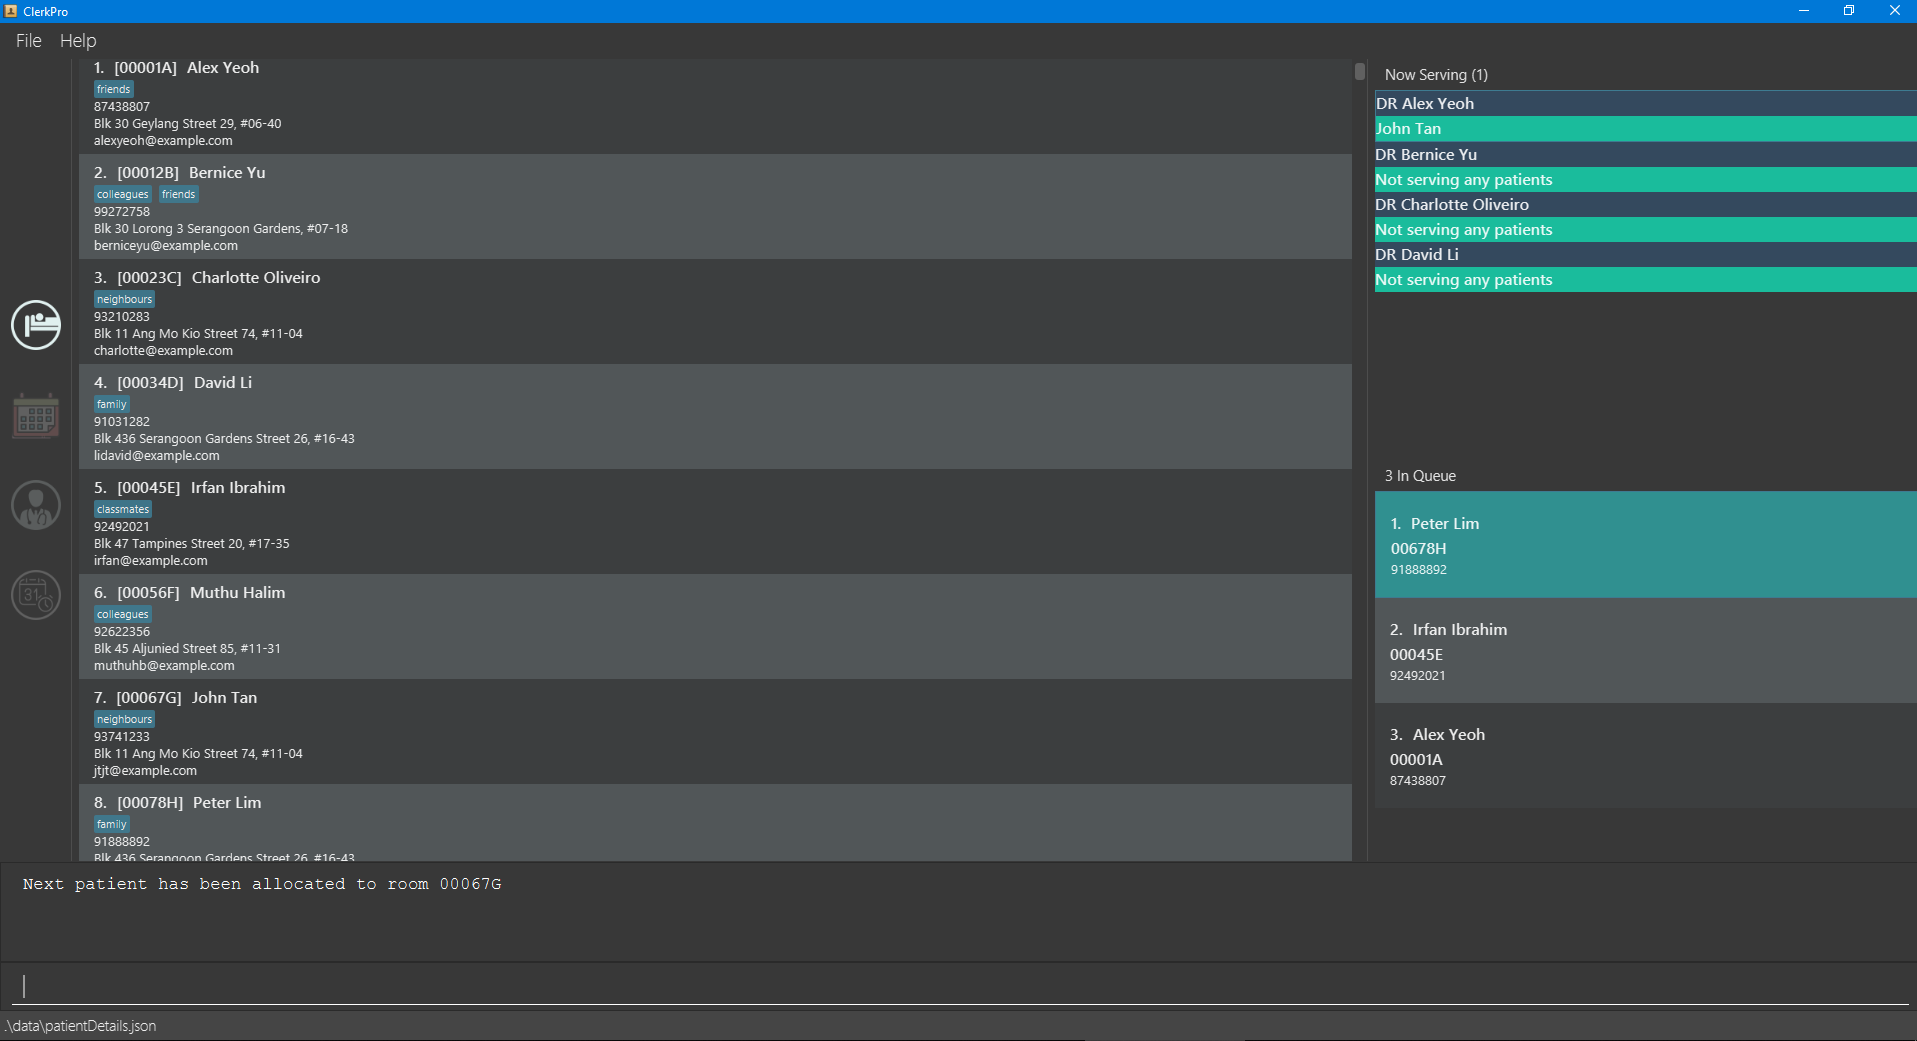 ClerkPro
File Help
1. [00001A] Alex Yeoh
friends
87438807
Blk 30 Geylang Street 29, #06-40
alexyeoh@example.com
2. [00012B] Bernice Yu
colleagues friends
99272758
Blk 30 Lorong 3 Serangoon Gardens, #07-18
berniceyu@example.com
3. [00023C] Charlotte Oliveiro
neighbours
93210283
Blk 11 Ang Mo Kio Street 74, #11-04
charlotte@example.com
4. [00034D] David Li
family
91031282
Blk 436 Serangoon Gardens Street 26, #16-43
lidavid@example.com
5. [00045E] Irfan Ibrahim
classmates
92492021
Blk 47 Tampines Street 20, #17-35
irfan@example.com
6. [00056F] Muthu Halim
colleagues
92622356
Blk 45 Aljunied Street 85, #11-31
muthuhb@example.com
7. [00067G] John Tan
neighbours
93741233
Blk 11 Ang Mo Kio Street 74, #11-04
jtjt@example.com
8. [00078H] Peter Lim
family
91888892
Blk 436 Serangoon Gardens Street 26, #16-43
31
Now Serving (1)
DR Alex Yeoh
John Tan
DR Bernice Yu
Not serving any patients
DR Charlotte Oliveiro
Not serving any patients
DR David Li
Not serving any patients
3 In Queue
1. Peter Lim
00678H
91888892
2. Irfan Ibrahim
00045E
92492021
3. Alex Yeoh
00001A
87438807
Next patient has been allocated to room 00067G
.\data\patientDetails.json